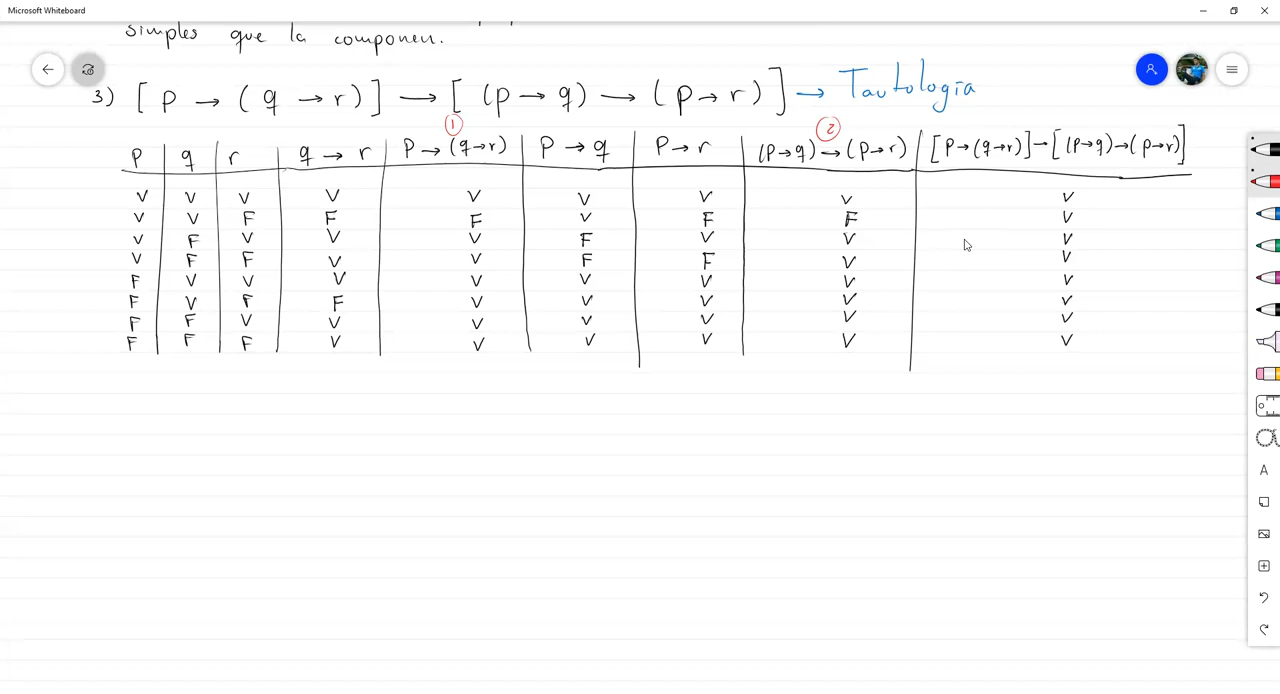 Microsoft Whiteboard
simples que la componen.
3) [ p → ( q → r ) ] → [ (p → q) → ( p → r ) ] → Tautología
① ②
p q r q → r p → (q → r) p → q p → r (p → q) → (p → r) [p → (q → r)] → [(p → q) → (p → r)]
V V V V V V V V V
V V F F F V F F V
V F V V V F V V V
V F F V V F F V V
F V V V V V V V V
F V F F V V V V V
F F V V V V V V V
F F F V V V V V V
A